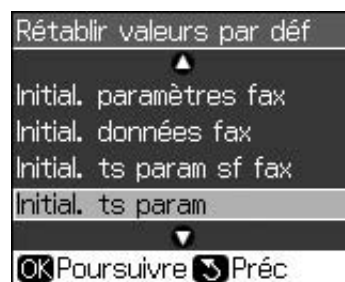 Rétablir valeurs par déf
Initial. paramètres fax
Initial. données fax
Initial. ts param sf fax
Initial. ts param
OK Poursuivre Préc